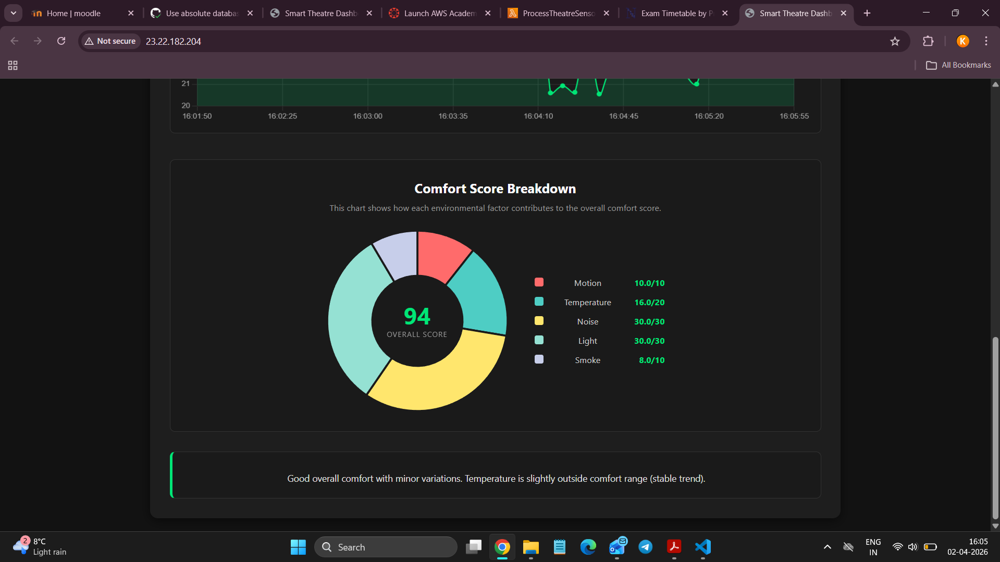 Home | moodle
Use absolute databas
Smart Theatre Dashb
Launch AWS Academ
ProcessTheatreSenso
Exam Timetable by P
Smart Theatre Dashb
Not secure
23.22.182.204
K
All Bookmarks
21
20
16:01:50 16:02:25 16:03:00 16:03:35 16:04:10 16:04:45 16:05:20 16:05:55
Comfort Score Breakdown
This chart shows how each environmental factor contributes to the overall comfort score.
94
OVERALL SCORE
Motion 10.0/10
Temperature 16.0/20
Noise 30.0/30
Light 30.0/30
Smoke 8.0/10
Good overall comfort with minor variations. Temperature is slightly outside comfort range (stable trend).
2
8°C
Light rain
Search
ENG
IN
16:05
02-04-2026